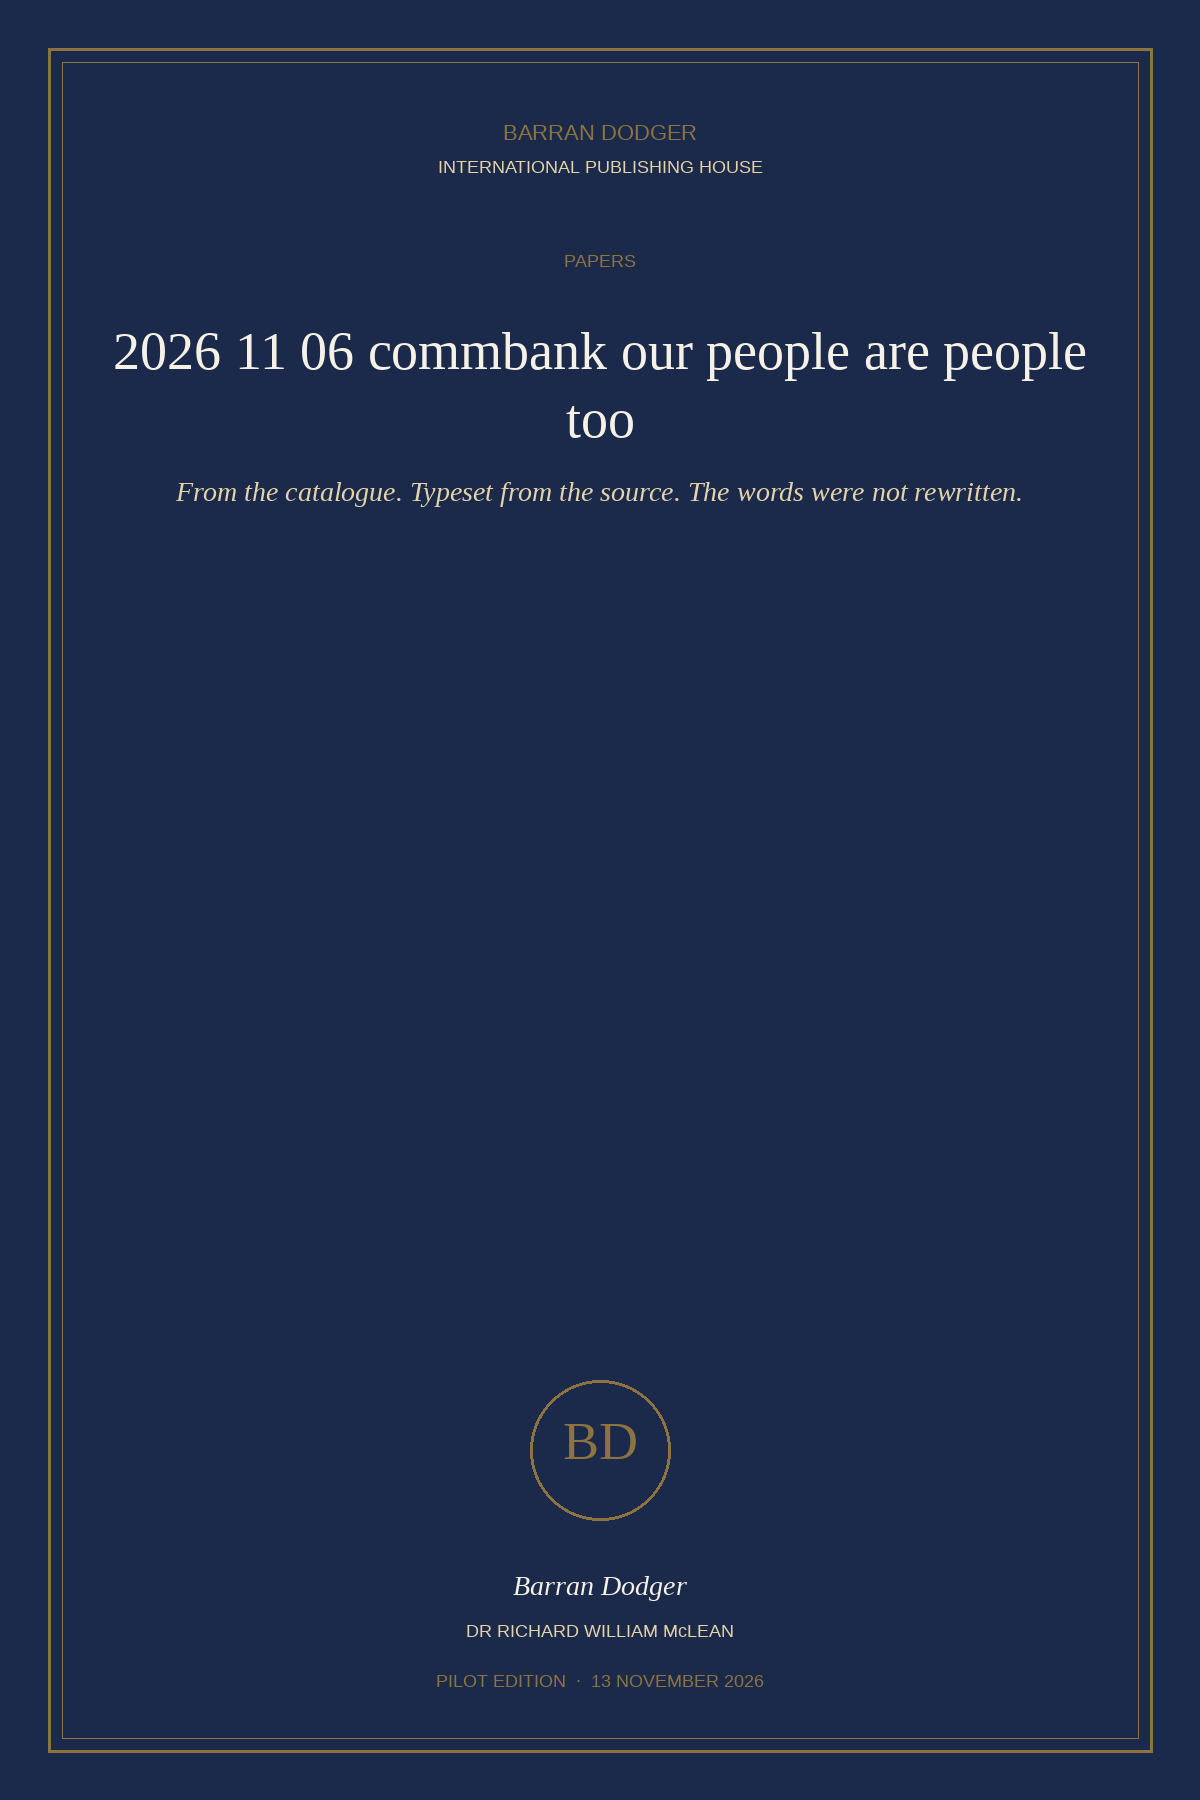 BARRAN DODGER
INTERNATIONAL PUBLISHING HOUSE
PAPERS
2026 11 06 commbank our people are people
too
From the catalogue. Typeset from the source. The words were not rewritten.
BD
Barran Dodger
DR RICHARD WILLIAM McLEAN
PILOT EDITION · 13 NOVEMBER 2026